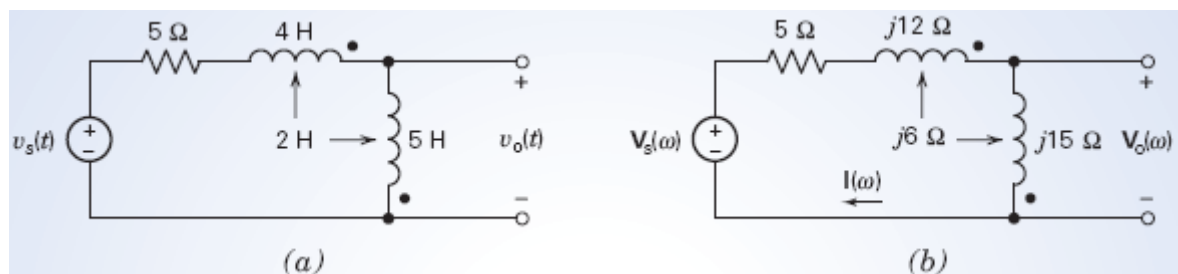 5 Ω 4 H
+
v_s(t) + − 2 H 5 H v_o(t)
−
(a)
5 Ω j12 Ω
+
V_s(ω) + − j6 Ω j15 Ω V_o(ω)
I(ω)
−
(b)